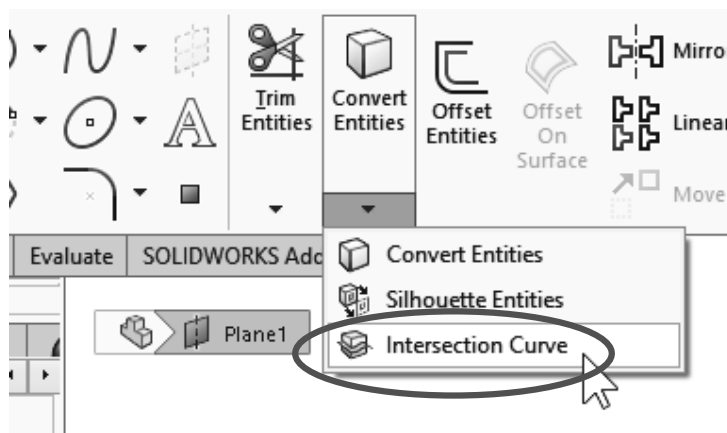 Trim
Entities
Convert
Entities
Offset
Entities
Offset
On
Surface
Mirro
Linear
Move
Evaluate
SOLIDWORKS Add
Convert Entities
Silhouette Entities
Intersection Curve
Plane1